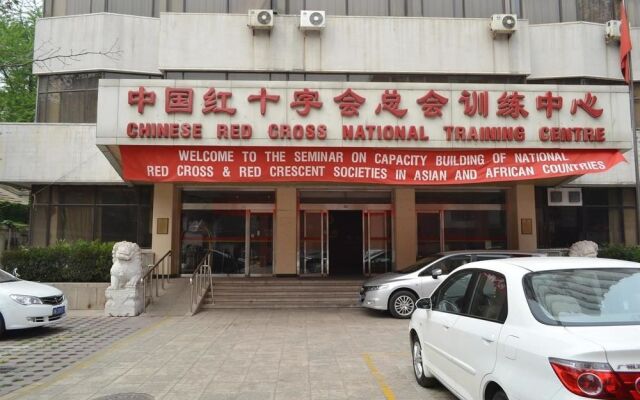 中国红十字会总会训练中心
CHINESE RED CROSS NATIONAL TRAINING CENTRE
WELCOME TO THE SEMINAR ON CAPACITY BUILDING OF NATIONAL
RED CROSS & RED CRESCENT SOCIETIES IN ASIAN AND AFRICAN COUNTRIES